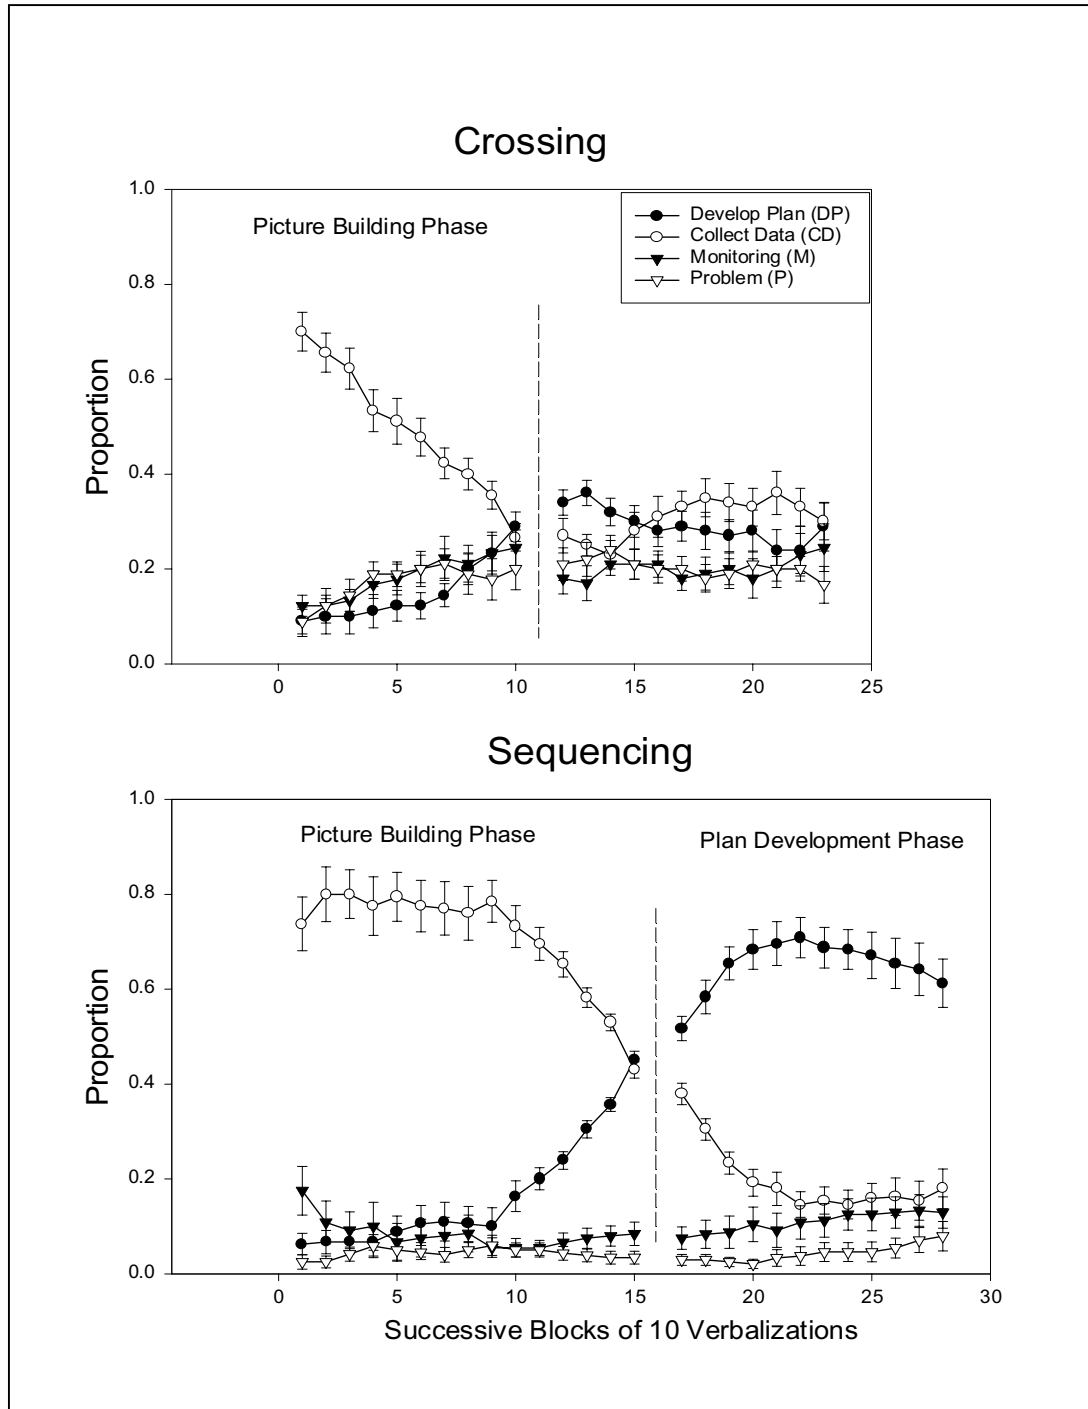 Crossing
1.0
Picture Building Phase
Develop Plan (DP)
Collect Data (CD)
Monitoring (M)
Problem (P)
0.8
0.6
0.4
0.2
0.0
Proportion
0 5 10 15 20 25
Sequencing
1.0
Picture Building Phase
Plan Development Phase
0.8
0.6
0.4
0.2
0.0
Proportion
0 5 10 15 20 25 30
Successive Blocks of 10 Verbalizations